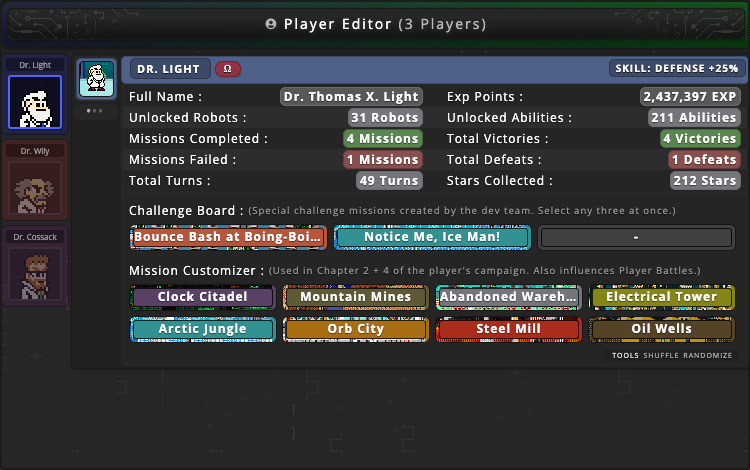 Player Editor (3 Players)
Dr. Light
Dr. Wily
Dr. Cossack
DR. LIGHT Ω SKILL: DEFENSE +25%
Full Name : Dr. Thomas X. Light Exp Points : 2,437,397 EXP
Unlocked Robots : 31 Robots Unlocked Abilities : 211 Abilities
Missions Completed : 4 Missions Total Victories : 4 Victories
Missions Failed : 1 Missions Total Defeats : 1 Defeats
Total Turns : 49 Turns Stars Collected : 212 Stars
Challenge Board : (Special challenge missions created by the dev team. Select any three at once.)
Bounce Bash at Boing-Boi... Notice Me, Ice Man! -
Mission Customizer : (Used in Chapter 2 + 4 of the player's campaign. Also influences Player Battles.)
Clock Citadel Mountain Mines Abandoned Wareh... Electrical Tower
Arctic Jungle Orb City Steel Mill Oil Wells
TOOLS SHUFFLE RANDOMIZE